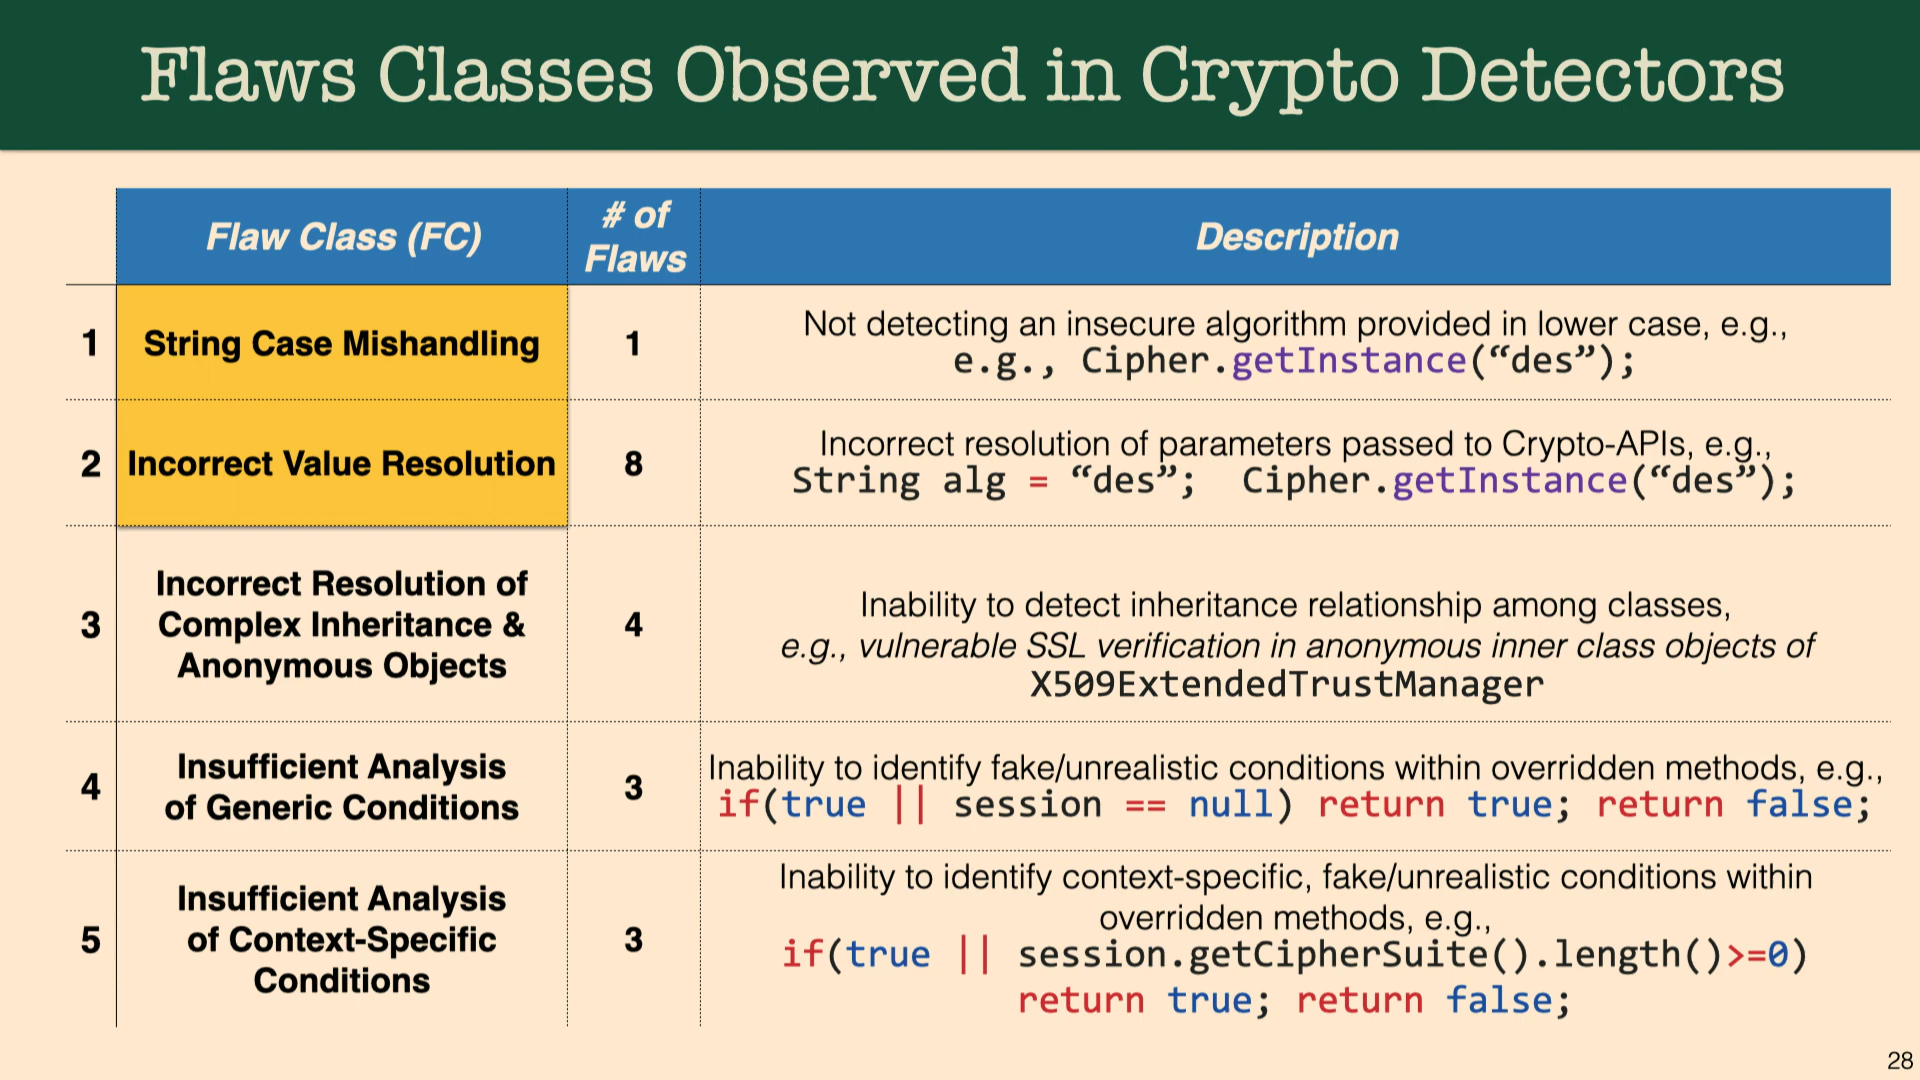 Flaws Classes Observed in Crypto Detectors
Flaw Class (FC)
# of
Flaws
Description
1
String Case Mishandling
1
Not detecting an insecure algorithm provided in lower case, e.g.,
e.g., Cipher.getInstance(“des”);
2
Incorrect Value Resolution
8
Incorrect resolution of parameters passed to Crypto-APIs, e.g.,
String alg = “des”; Cipher.getInstance(“des”);
3
Incorrect Resolution of
Complex Inheritance &
Anonymous Objects
4
Inability to detect inheritance relationship among classes,
e.g., vulnerable SSL verification in anonymous inner class objects of
X509ExtendedTrustManager
4
Insufficient Analysis
of Generic Conditions
3
Inability to identify fake/unrealistic conditions within overridden methods, e.g.,
if(true || session == null) return true; return false;
5
Insufficient Analysis
of Context-Specific
Conditions
3
Inability to identify context-specific, fake/unrealistic conditions within
overridden methods, e.g.,
if(true || session.getCipherSuite().length()>=0)
return true; return false;
28